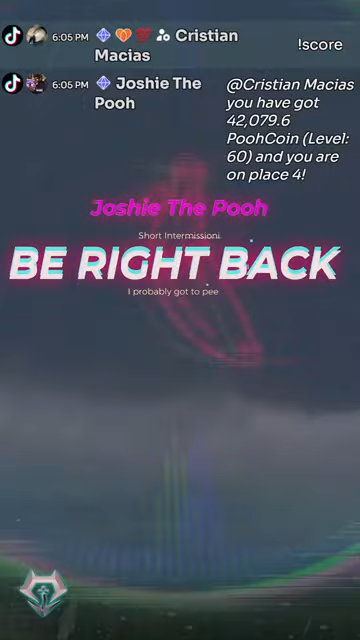 6:05 PM Cristian Macias !score
6:05 PM Joshie The Pooh @Cristian Macias
you have got
42,079.6
PoohCoin (Level:
60) and you are
on place 4!
Joshie The Pooh
Short Intermission
BE RIGHT BACK
I probably got to pee